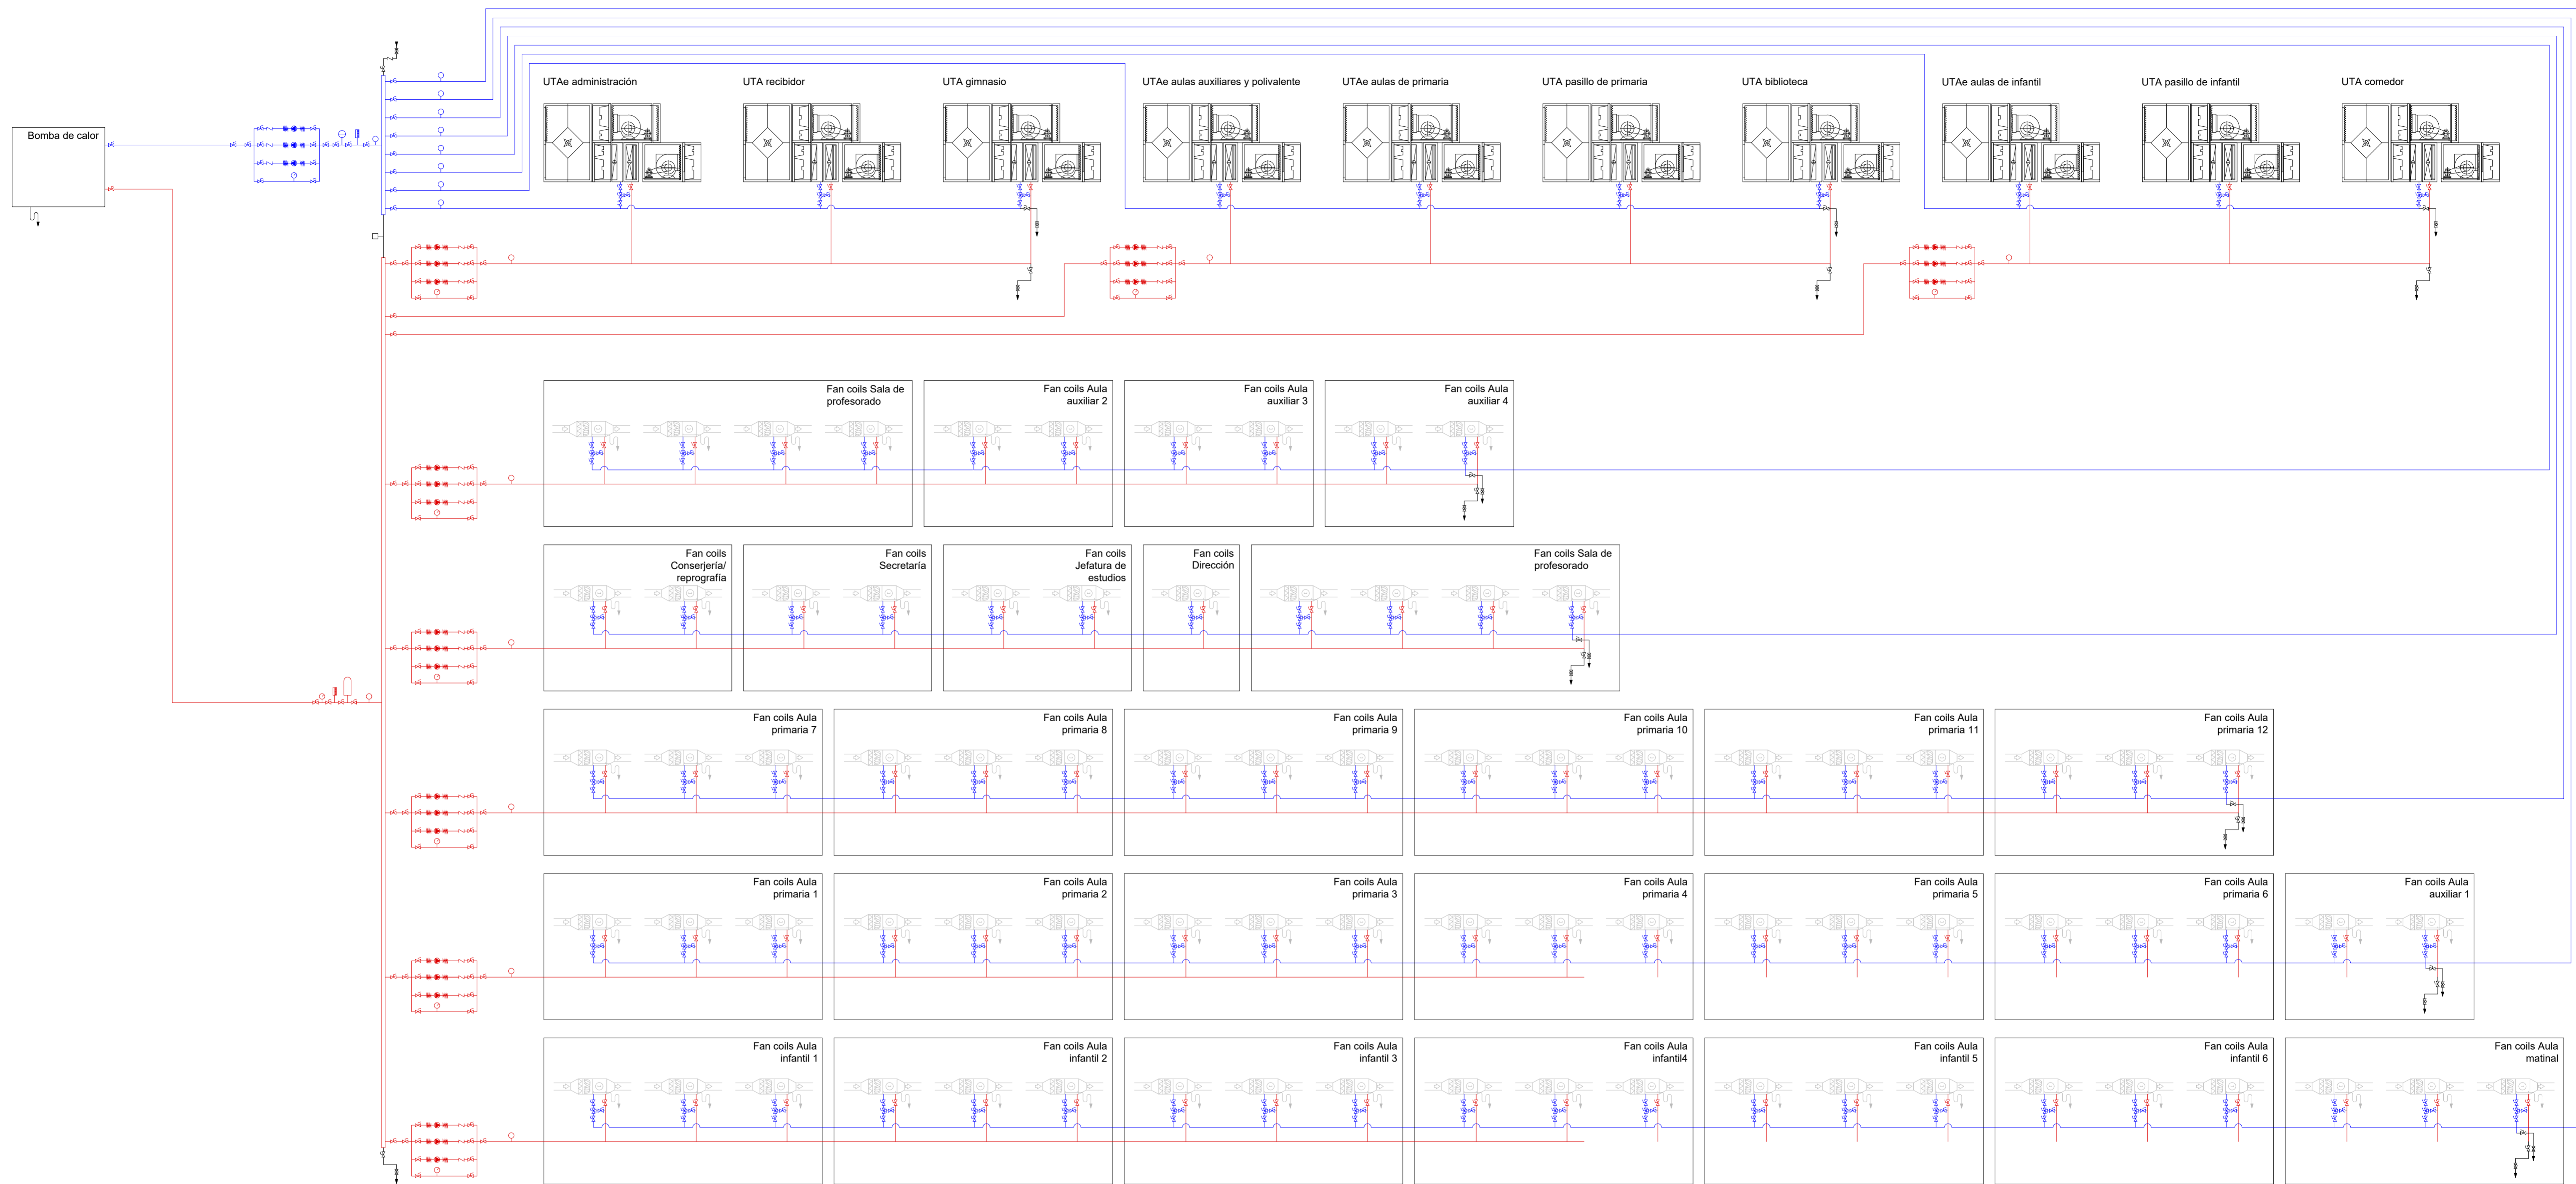 Bomba de calor
UTAe administración
UTA recibidor
UTA gimnasio
UTAe aulas auxiliares y polivalente
UTAe aulas de primaria
UTA pasillo de primaria
UTA biblioteca
UTAe aulas de infantil
UTA pasillo de infantil
UTA comedor
Fan coils Sala de
profesorado
Fan coils Aula
auxiliar 2
Fan coils Aula
auxiliar 3
Fan coils Aula
auxiliar 4
Fan coils
Conserjería/
reprografía
Fan coils
Secretaría
Fan coils
Jefatura de
estudios
Fan coils
Dirección
Fan coils Sala de
profesorado
Fan coils Aula
primaria 7
Fan coils Aula
primaria 8
Fan coils Aula
primaria 9
Fan coils Aula
primaria 10
Fan coils Aula
primaria 11
Fan coils Aula
primaria 12
Fan coils Aula
primaria 1
Fan coils Aula
primaria 2
Fan coils Aula
primaria 3
Fan coils Aula
primaria 4
Fan coils Aula
primaria 5
Fan coils Aula
primaria 6
Fan coils Aula
auxiliar 1
Fan coils Aula
infantil 1
Fan coils Aula
infantil 2
Fan coils Aula
infantil 3
Fan coils Aula
infantil4
Fan coils Aula
infantil 5
Fan coils Aula
infantil 6
Fan coils Aula
matinal